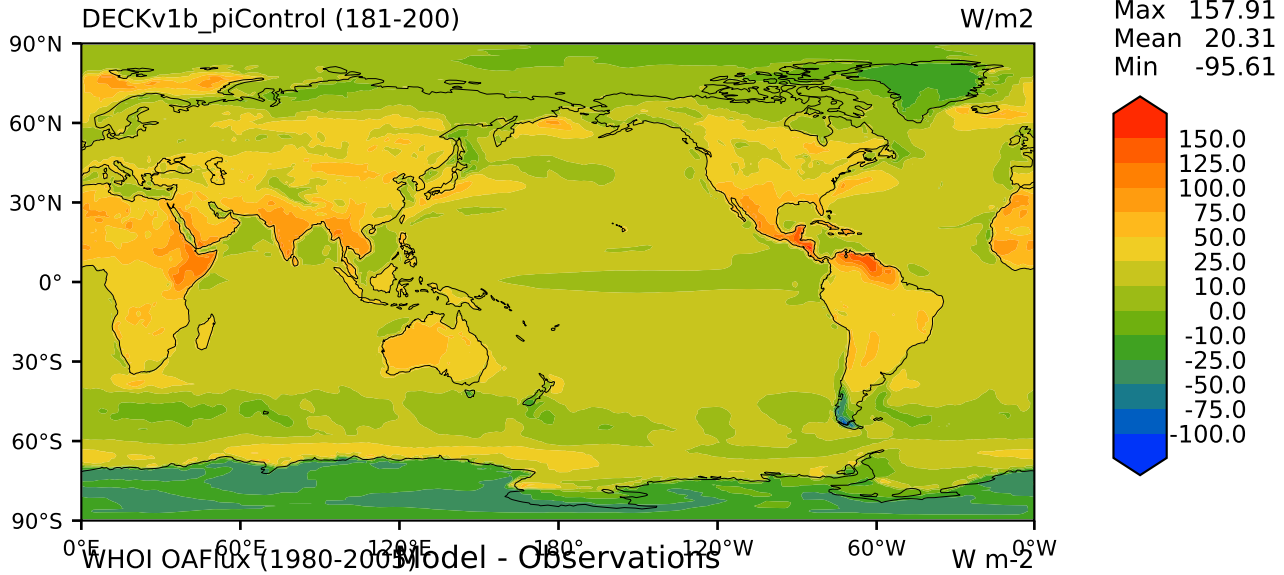 DECKv1b_piControl (181-200) W/m2
Max 157.91
Mean 20.31
Min -95.61
90°N
60°N
30°N
0°
30°S
60°S
90°S
0°E 60°E 120°E 180° 120°W 60°W 0°W
WHOI OAFlux (1980-2005) Model - Observations W m-2
150.0
125.0
100.0
75.0
50.0
25.0
10.0
0.0
-10.0
-25.0
-50.0
-75.0
-100.0